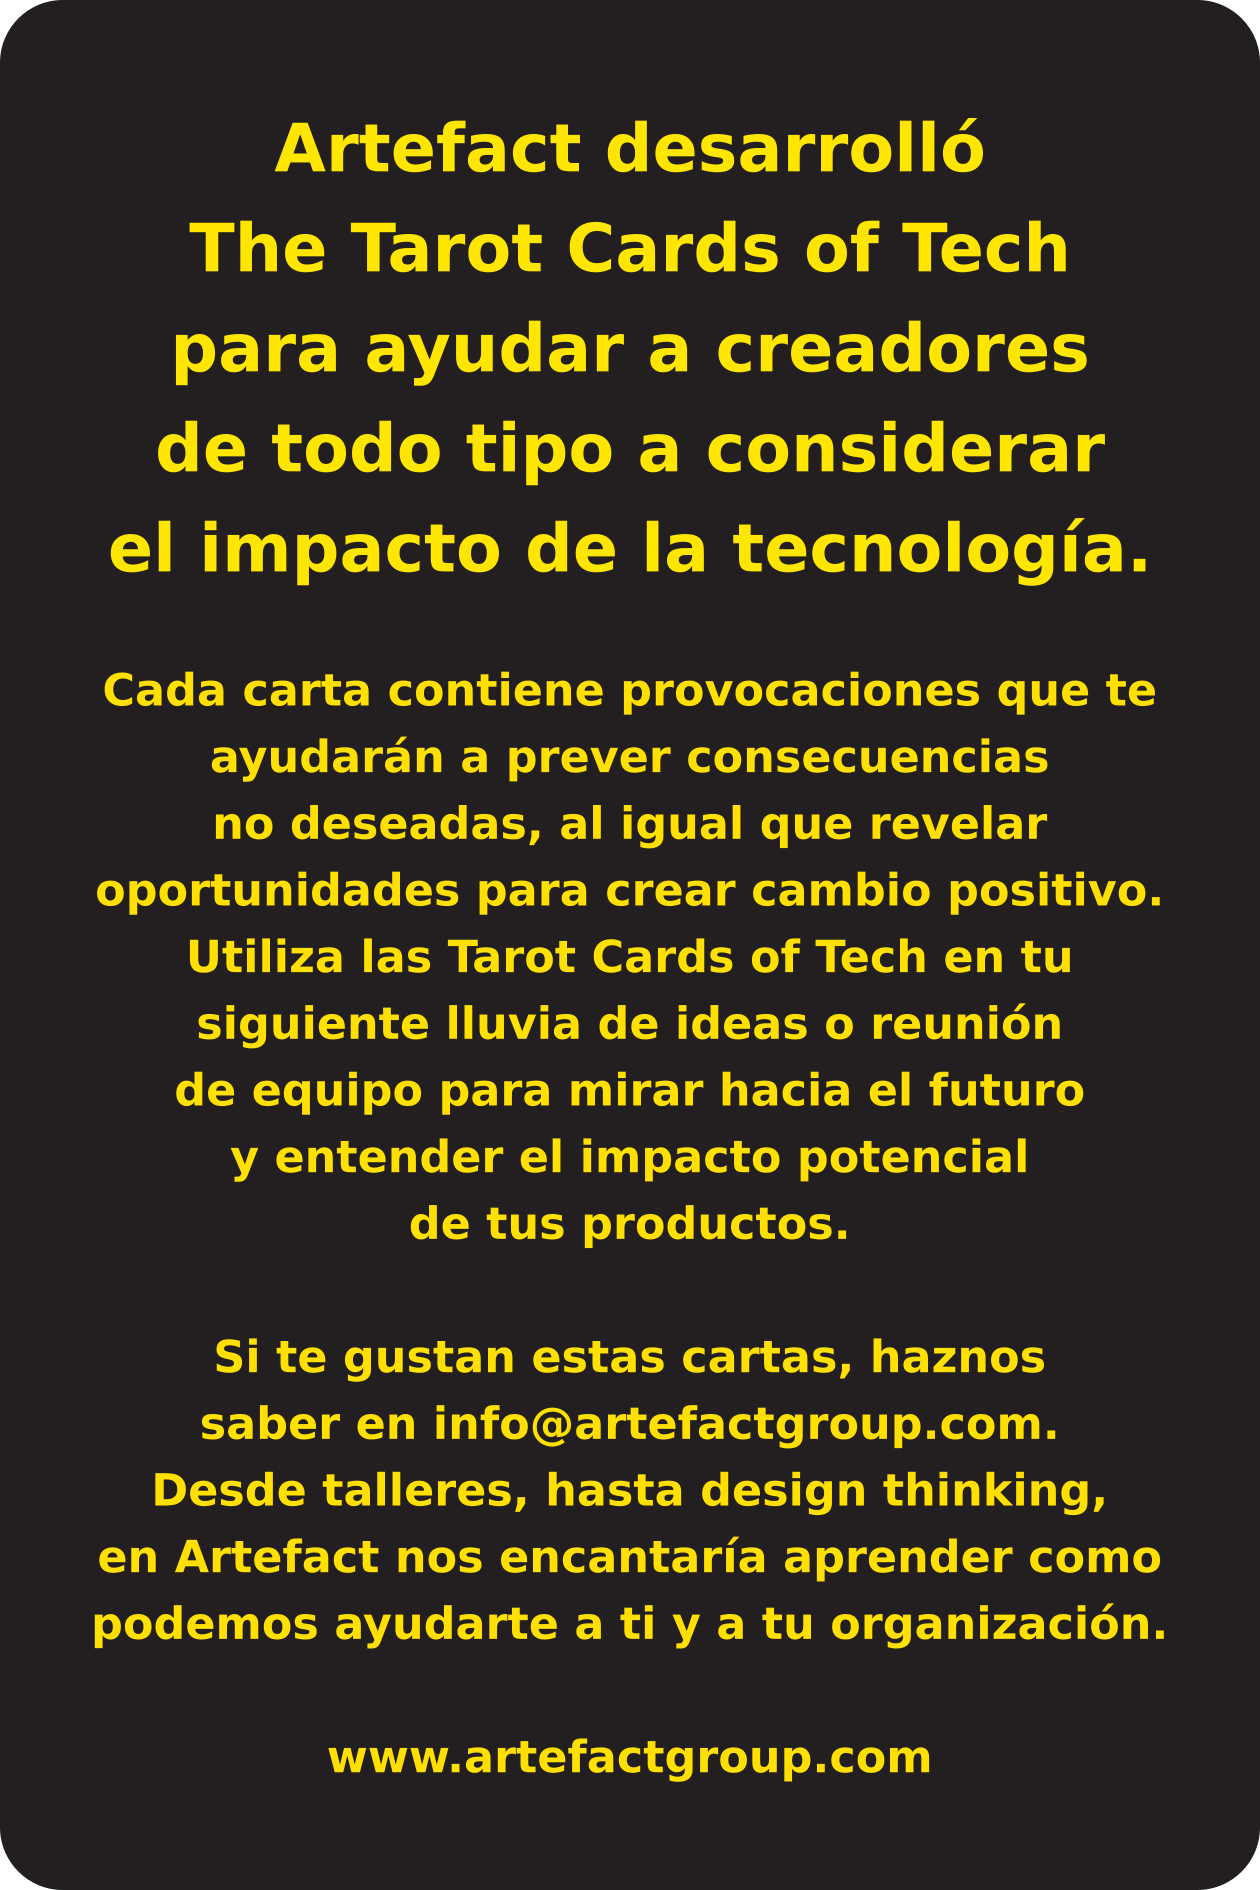 Artefact desarrolló
The Tarot Cards of Tech
para ayudar a creadores
de todo tipo a considerar
el impacto de la tecnología.
Cada carta contiene provocaciones que te
ayudarán a prever consecuencias
no deseadas, al igual que revelar
oportunidades para crear cambio positivo.
Utiliza las Tarot Cards of Tech en tu
siguiente lluvia de ideas o reunión
de equipo para mirar hacia el futuro
y entender el impacto potencial
de tus productos.
Si te gustan estas cartas, haznos
saber en info@artefactgroup.com.
Desde talleres, hasta design thinking,
en Artefact nos encantaría aprender como
podemos ayudarte a ti y a tu organización.
www.artefactgroup.com